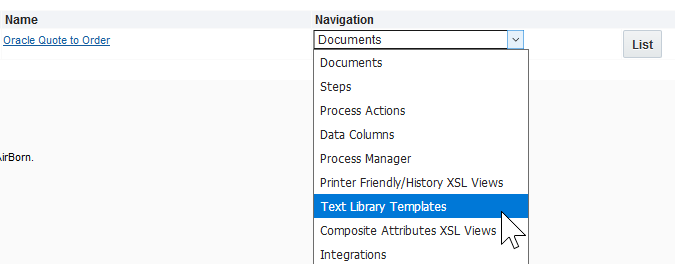 Name Navigation
Oracle Quote to Order Documents List
Documents
Steps
Process Actions
Data Columns
Process Manager
AirBorn.
Printer Friendly/History XSL Views
Text Library Templates
Composite Attributes XSL Views
Integrations